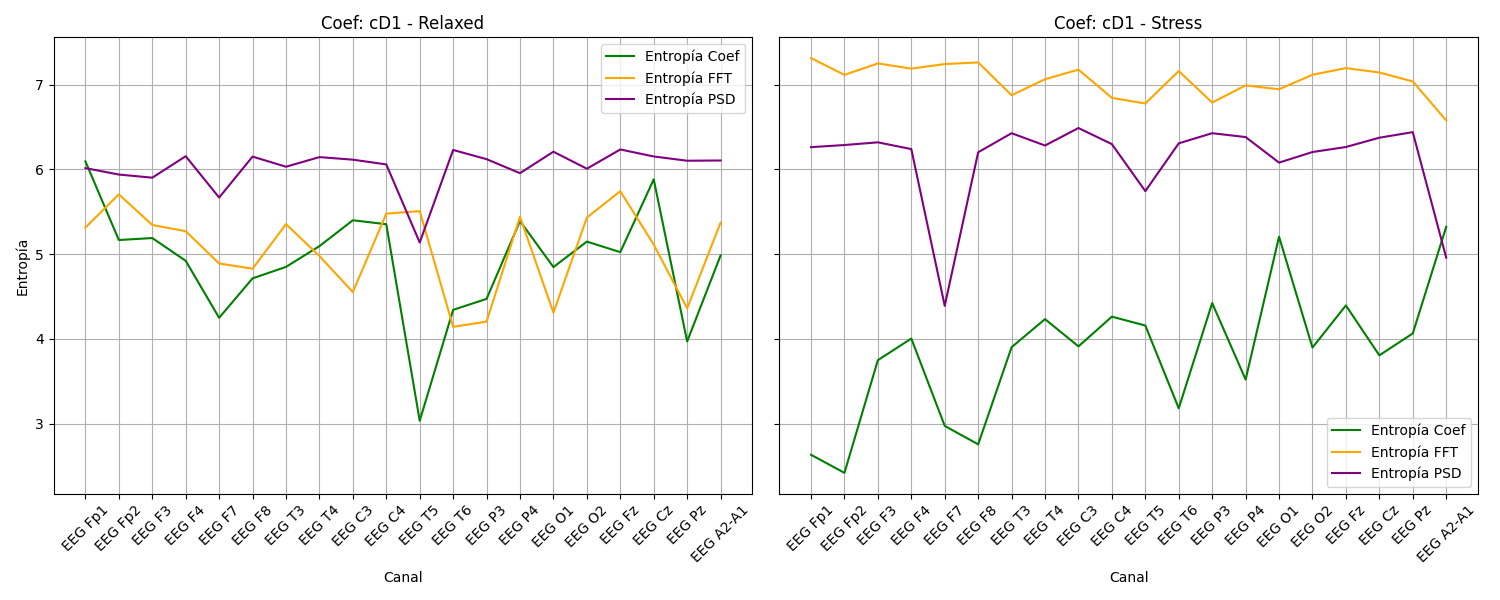 Coef: cD1 - Relaxed
Entropía
7
6
5
4
3
Entropía Coef
Entropía FFT
Entropía PSD
EEG Fp1
EEG Fp2
EEG F3
EEG F4
EEG F7
EEG F8
EEG T3
EEG T4
EEG C3
EEG C4
EEG T5
EEG T6
EEG P3
EEG P4
EEG O1
EEG O2
EEG Fz
EEG Cz
EEG Pz
EEG A2-A1
Canal
Coef: cD1 - Stress
Entropía Coef
Entropía FFT
Entropía PSD
EEG Fp1
EEG Fp2
EEG F3
EEG F4
EEG F7
EEG F8
EEG T3
EEG T4
EEG C3
EEG C4
EEG T5
EEG T6
EEG P3
EEG P4
EEG O1
EEG O2
EEG Fz
EEG Cz
EEG Pz
EEG A2-A1
Canal